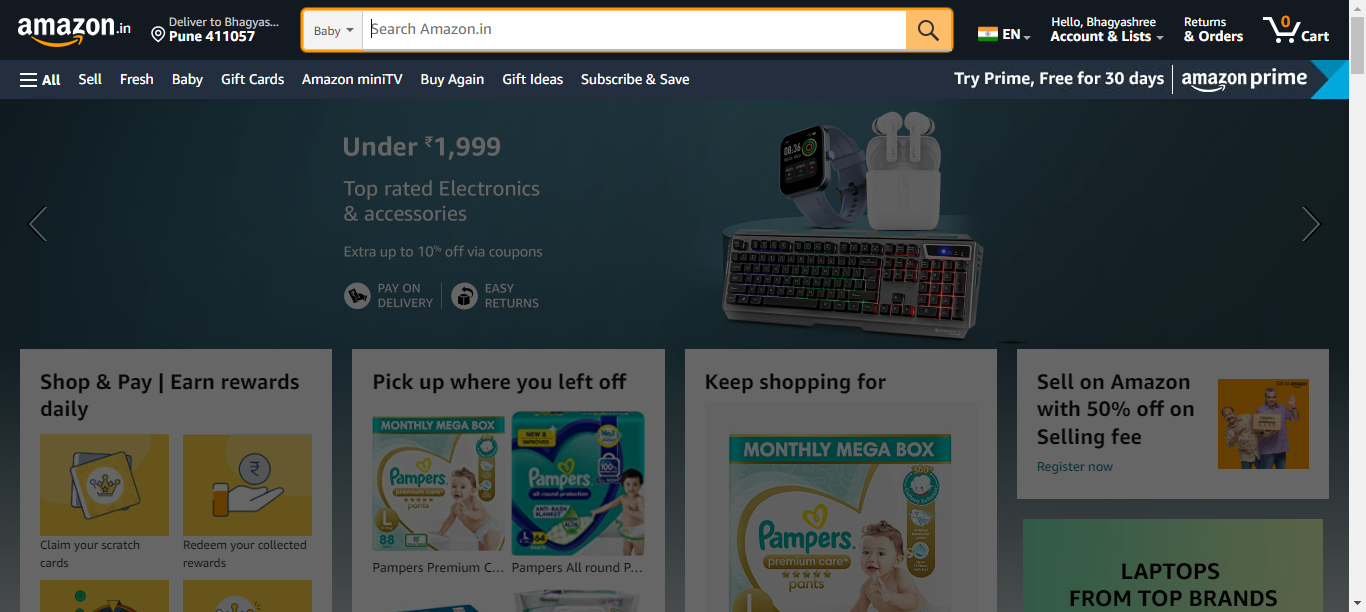 amazon.in
Deliver to Bhagyas...
Pune 411057
Baby
Search Amazon.in
EN
Hello, Bhagyashree
Account & Lists
Returns
& Orders
0
Cart
All
Sell
Fresh
Baby
Gift Cards
Amazon miniTV
Buy Again
Gift Ideas
Subscribe & Save
Try Prime, Free for 30 days
amazon prime
Under ₹1,999
Top rated Electronics
& accessories
Extra up to 10% off via coupons
PAY ON
DELIVERY
EASY
RETURNS
08:36
Shop & Pay | Earn rewards
daily
Claim your scratch
cards
Redeem your collected
rewards
Pick up where you left off
MONTHLY MEGA BOX
Pampers
premium care
pants
L
88
Pampers Premium C...
NEW &
IMPROVED
No.1
100%
Pampers
all-round protection
ANTI-RASH
BLANKET
L
64
Pampers All round P...
Keep shopping for
MONTHLY MEGA BOX
360°
Pampers
premium care
pants
L
Sell on Amazon
with 50% off on
Selling fee
Register now
LAPTOPS
FROM TOP BRANDS